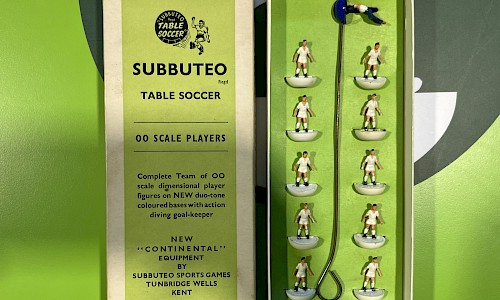 "SUBBUTEO
TABLE
SOCCER"
SUBBUTEO
Regd
TABLE SOCCER
OO SCALE PLAYERS
Complete Team of OO
scale dimensional player
figures on NEW duo-tone
coloured bases with action
diving goal-keeper
NEW
"CONTINENTAL"
EQUIPMENT
BY
SUBBUTEO SPORTS GAMES
TUNBRIDGE WELLS
KENT